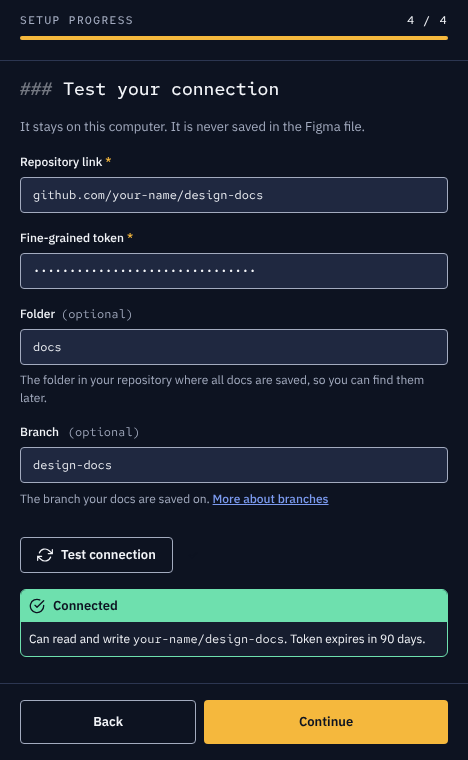 SETUP PROGRESS
4 / 4
### Test your connection
It stays on this computer. It is never saved in the Figma file.
Repository link *
github.com/your-name/design-docs
Fine-grained token *
•••••••••••••••••••••••••••••••
Folder (optional)
docs
The folder in your repository where all docs are saved, so you can find them
later.
Branch (optional)
design-docs
The branch your docs are saved on. More about branches
Test connection
Connected
Can read and write your-name/design-docs. Token expires in 90 days.
Back
Continue